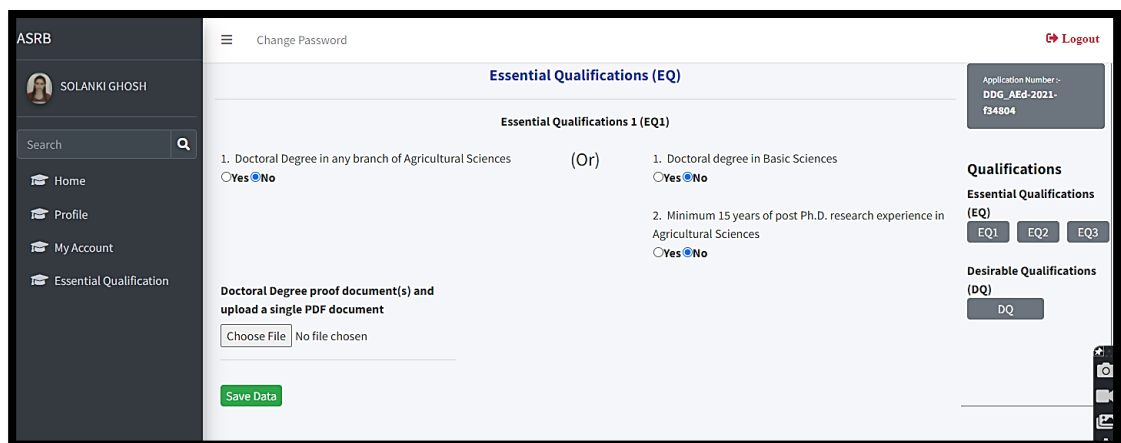 ASRB
Change Password
Logout
SOLANKI GHOSH
Search
Home
Profile
My Account
Essential Qualification
Essential Qualifications (EQ)
Essential Qualifications 1 (EQ1)
1. Doctoral Degree in any branch of Agricultural Sciences
Yes No
(Or)
1. Doctoral degree in Basic Sciences
Yes No
2. Minimum 15 years of post Ph.D. research experience in
Agricultural Sciences
Yes No
Doctoral Degree proof document(s) and
upload a single PDF document
Choose File No file chosen
Save Data
Application Number :-
DDG_AEd-2021-
f34804
Qualifications
Essential Qualifications
(EQ)
EQ1 EQ2 EQ3
Desirable Qualifications
(DQ)
DQ